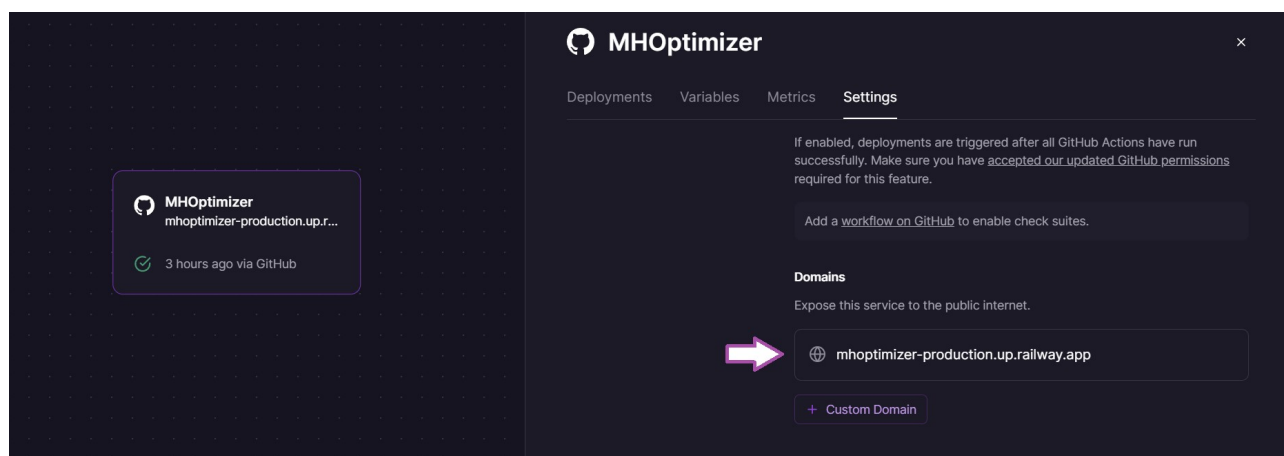 MHOptimizer
mhoptimizer-production.up.r...
3 hours ago via GitHub
MHOptimizer
Deployments Variables Metrics Settings
If enabled, deployments are triggered after all GitHub Actions have run
successfully. Make sure you have accepted our updated GitHub permissions
required for this feature.
Add a workflow on GitHub to enable check suites.
Domains
Expose this service to the public internet.
mhoptimizer-production.up.railway.app
+ Custom Domain